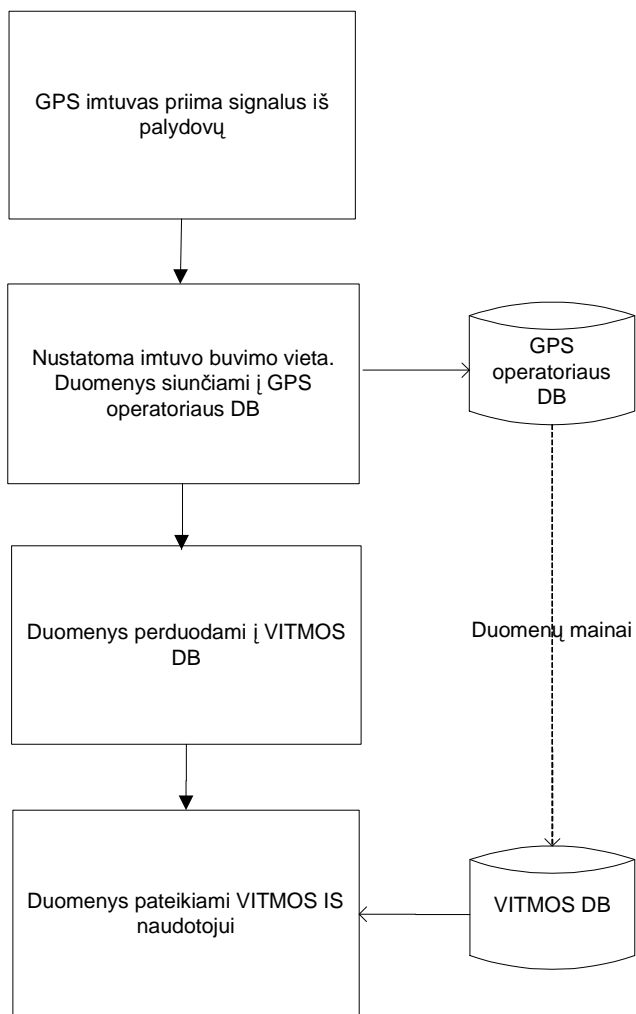 GPS imtuvas priima signalus iš
palydovų
Nustatoma imtuvo buvimo vieta.
Duomenys siunčiami į GPS
operatoriaus DB
GPS
operatoriaus
DB
Duomenys perduodami į VITMOS
DB
Duomenų mainai
Duomenys pateikiami VITMOS IS
naudotojui
VITMOS DB